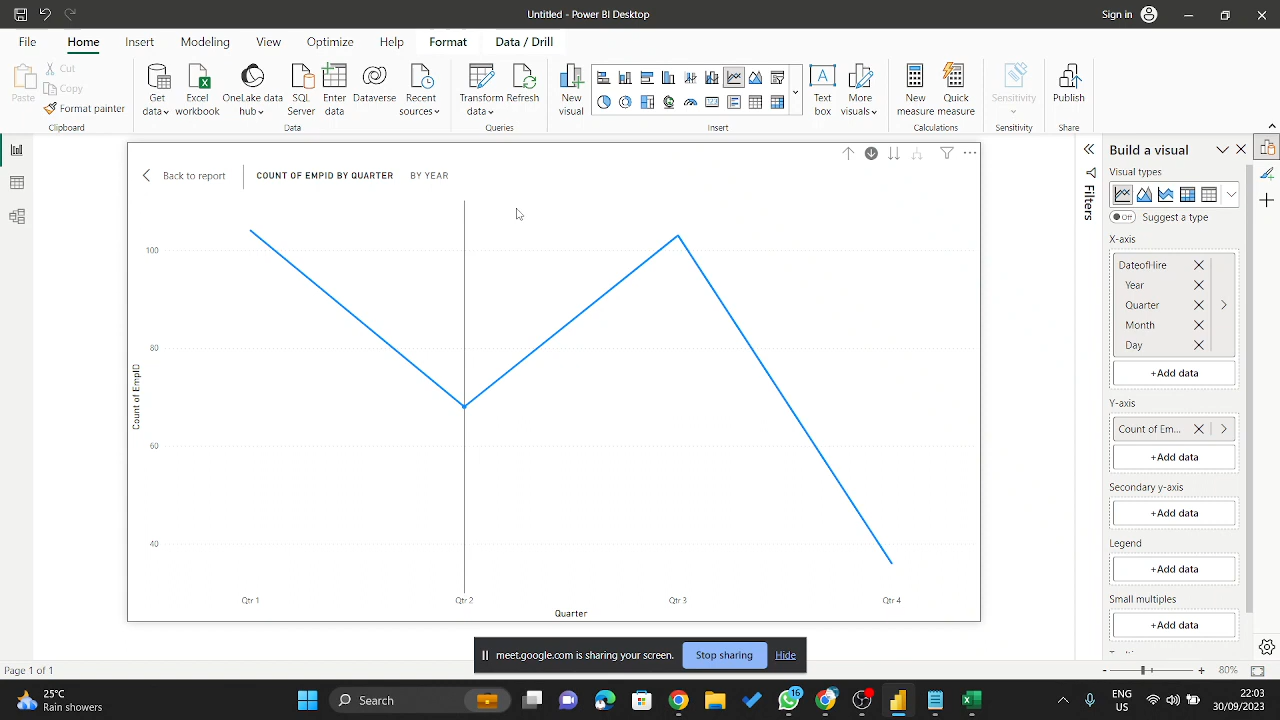 Untitled - Power BI Desktop
Sign in
File Home Insert Modeling View Optimize Help Format Data / Drill
Paste
Cut
Copy
Format painter
Clipboard
Get data
Excel workbook
OneLake data hub
SQL Server
Enter data
Dataverse
Recent sources
Data
Transform data
Refresh
Queries
New visual
A
123
Text box
More visuals
Insert
New measure
Quick measure
Calculations
Sensitivity
Sensitivity
Publish
Share
Back to report
COUNT OF EMPID BY QUARTER
BY YEAR
100
80
60
40
Count of EmpID
Qtr 1
Qtr 2
Qtr 3
Qtr 4
Quarter
Filters
Build a visual
Visual types
Off
Suggest a type
X-axis
DateofHire
Year
Quarter
Month
Day
+Add data
Y-axis
Count of Em...
+Add data
Secondary y-axis
+Add data
Legend
+Add data
Small multiples
+Add data
meet.google.com is sharing your screen.
Stop sharing
Hide
Page 1 of 1
- + 80%
25°C
Rain showers
Search
16
ENG
US
22:05
30/09/2023